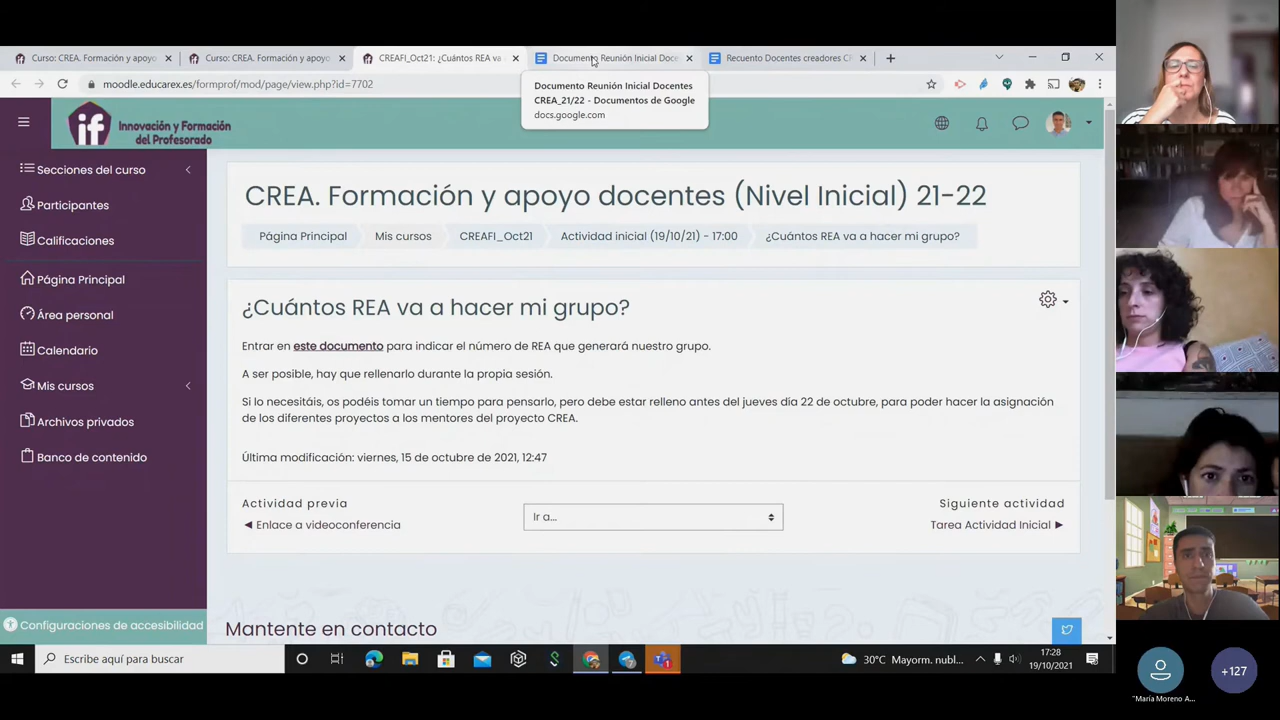 Curso: CREA. Formación y apoyo
Curso: CREA. Formación y apoyo
CREAFI_Oct21: ¿Cuántos REA va
Documento Reunión Inicial Doce
Recuento Docentes creadores CF
moodle.educarex.es/formprof/mod/page/view.php?id=7702
Documento Reunión Inicial Docentes
CREA_21/22 - Documentos de Google
docs.google.com
if
Innovación y Formación
del Profesorado
Secciones del curso
Participantes
Calificaciones
Página Principal
Área personal
Calendario
Mis cursos
Archivos privados
Banco de contenido
Configuraciones de accesibilidad
CREA. Formación y apoyo docentes (Nivel Inicial) 21-22
Página Principal
Mis cursos
CREAFI_Oct21
Actividad inicial (19/10/21) - 17:00
¿Cuántos REA va a hacer mi grupo?
¿Cuántos REA va a hacer mi grupo?
Entrar en este documento para indicar el número de REA que generará nuestro grupo.
A ser posible, hay que rellenarlo durante la propia sesión.
Si lo necesitáis, os podéis tomar un tiempo para pensarlo, pero debe estar relleno antes del jueves día 22 de octubre, para poder hacer la asignación
de los diferentes proyectos a los mentores del proyecto CREA.
Última modificación: viernes, 15 de octubre de 2021, 12:47
Actividad previa
◀ Enlace a videoconferencia
Ir a...
Siguiente actividad
Tarea Actividad Inicial ▶
Mantente en contacto
Escribe aquí para buscar
30°C Mayorm. nubl...
17:28
19/10/2021
"María Moreno A...
+127